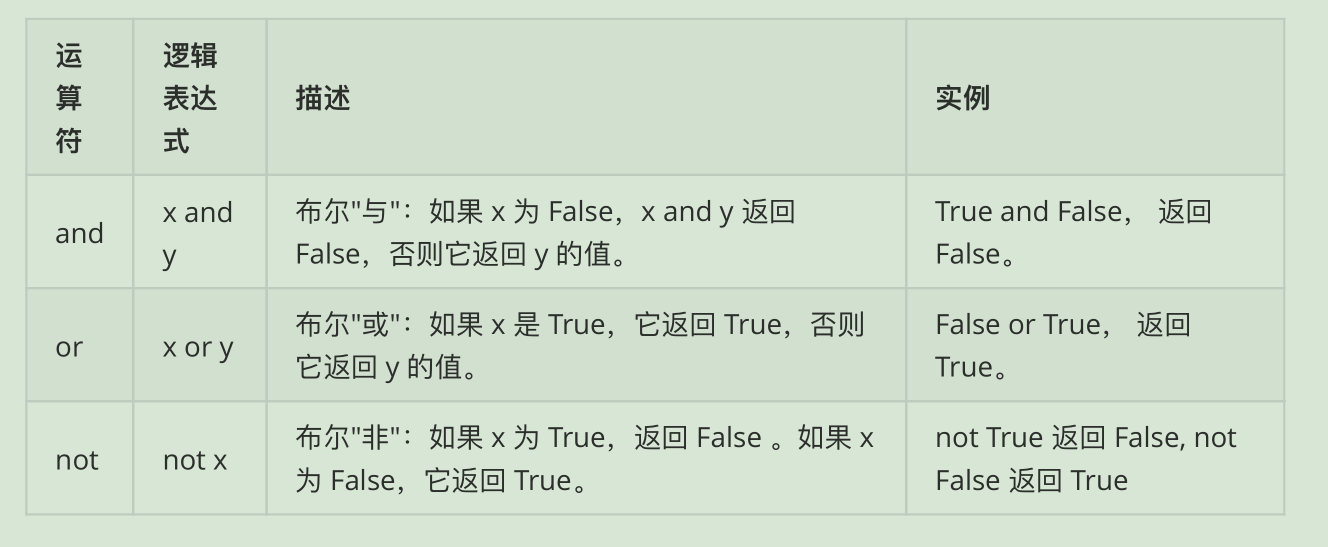 运
算
符
逻辑
表达
式
描述
实例
and
x and
y
布尔"与"：如果 x 为 False，x and y 返回
False，否则它返回 y 的值。
True and False， 返回
False。
or
x or y
布尔"或"：如果 x 是 True，它返回 True，否则
它返回 y 的值。
False or True， 返回
True。
not
not x
布尔"非"：如果 x 为 True，返回 False 。如果 x
为 False，它返回 True。
not True 返回 False, not
False 返回 True